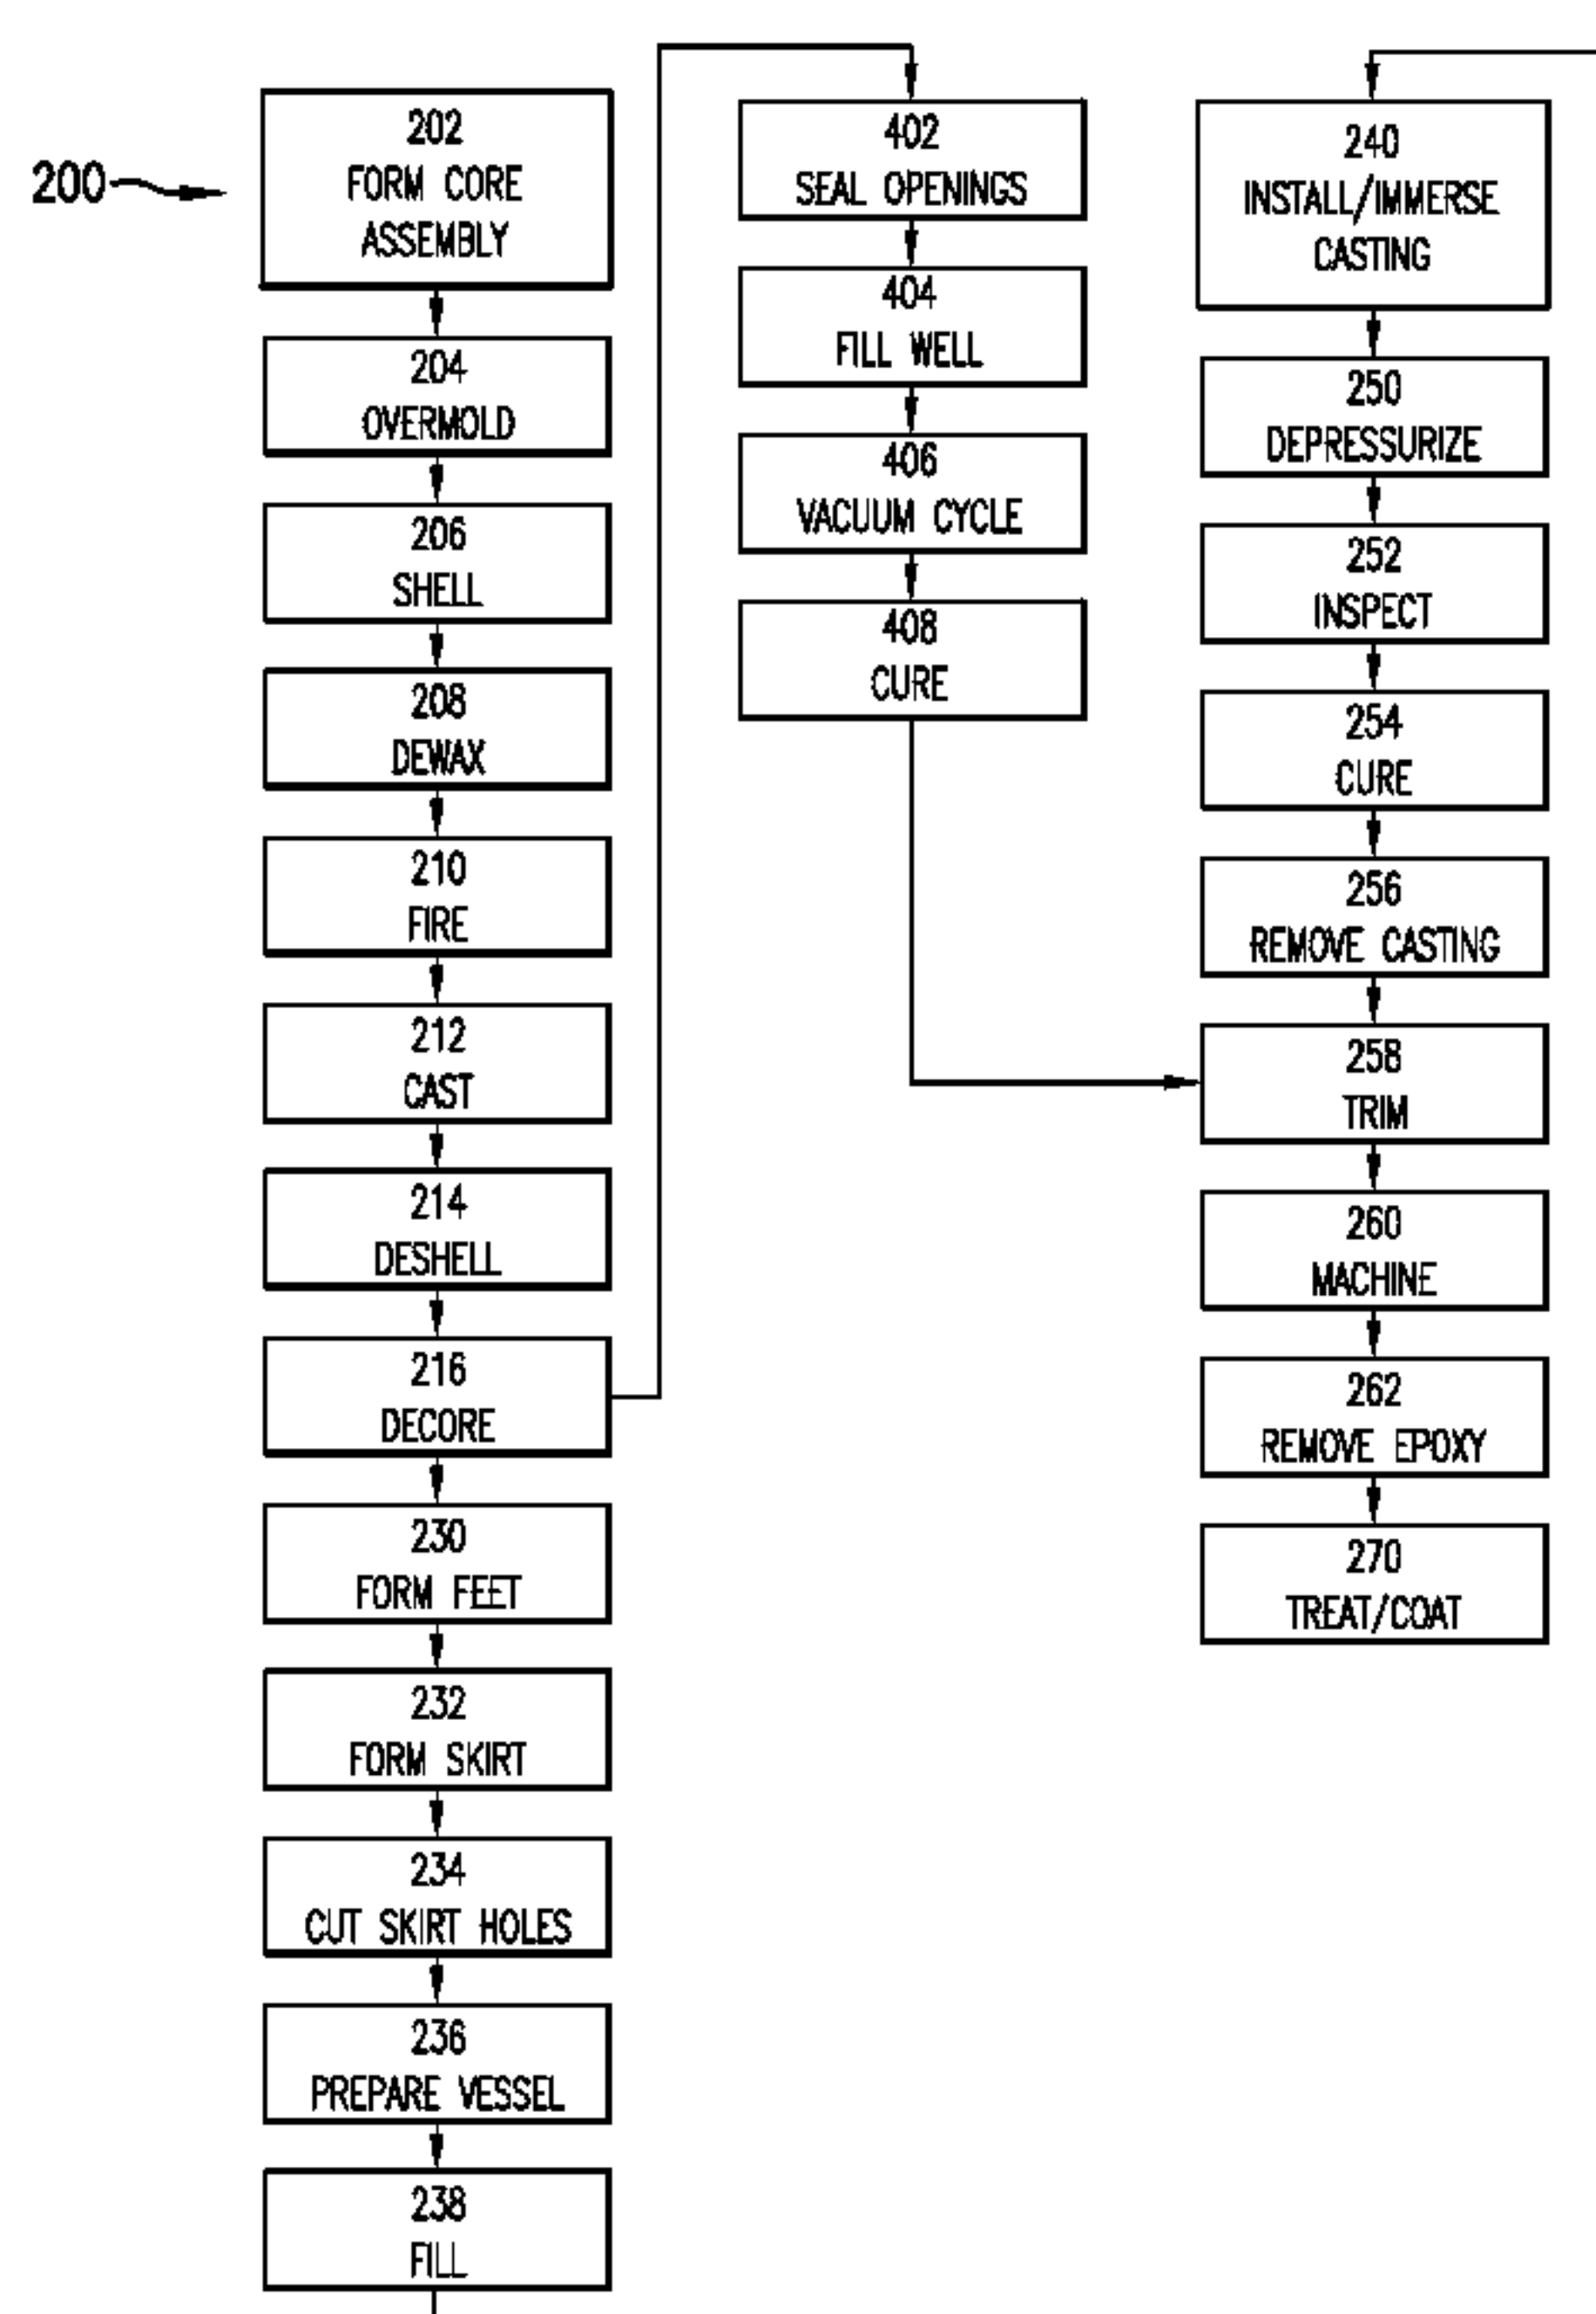 200
202
FORM CORE
ASSEMBLY
204
OVERMOLD
206
SHELL
208
DEWAX
210
FIRE
212
CAST
214
DESHELL
216
DECORE
230
FORM FEET
232
FORM SKIRT
234
CUT SKIRT HOLES
236
PREPARE VESSEL
238
FILL
402
SEAL OPENINGS
404
FILL WELL
406
VACUUM CYCLE
408
CURE
240
INSTALL/IMMERSE
CASTING
250
DEPRESSURIZE
252
INSPECT
254
CURE
256
REMOVE CASTING
258
TRIM
260
MACHINE
262
REMOVE EPOXY
270
TREAT/COAT